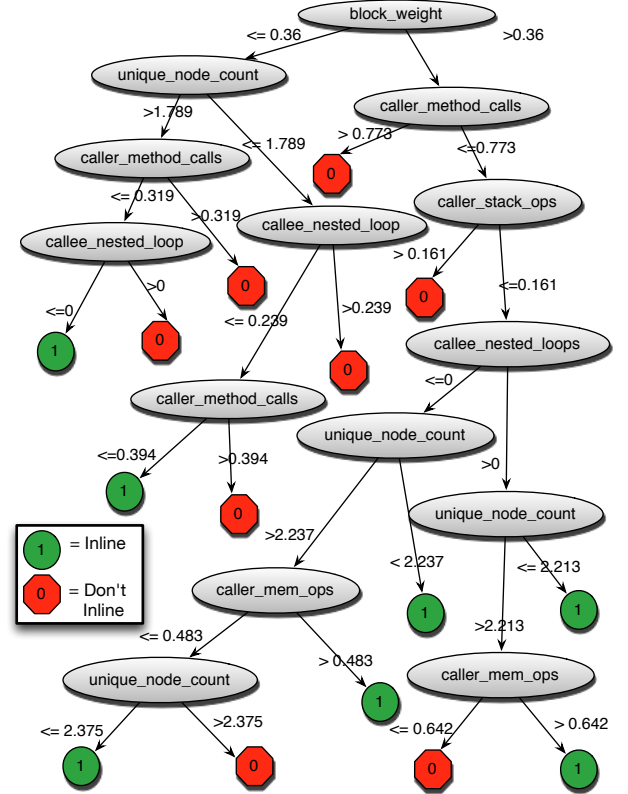 block_weight
<= 0.36
>0.36
unique_node_count
caller_method_calls
>1.789
<= 1.789
> 0.773
<=0.773
caller_method_calls
0
caller_stack_ops
<= 0.319
>0.319
callee_nested_loop
callee_nested_loop
> 0.161
<=0.161
0
0
<=0
>0
<= 0.239
>0.239
1
0
callee_nested_loops
0
<=0
>0
caller_method_calls
unique_node_count
<=0.394
>0.394
1
0
unique_node_count
>2.237
< 2.237
<= 2.213
1 = Inline
0 = Don't
Inline
caller_mem_ops
1
1
>2.213
<= 0.483
> 0.483
unique_node_count
caller_mem_ops
1
<= 2.375
>2.375
<= 0.642
> 0.642
1
0
0
1